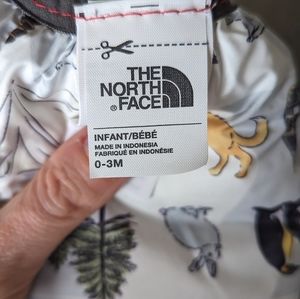 THE
NORTH
FACE
INFANT/BÉBÉ
MADE IN INDONESIA
FABRIQUÉ EN INDONÉSIE
0-3M